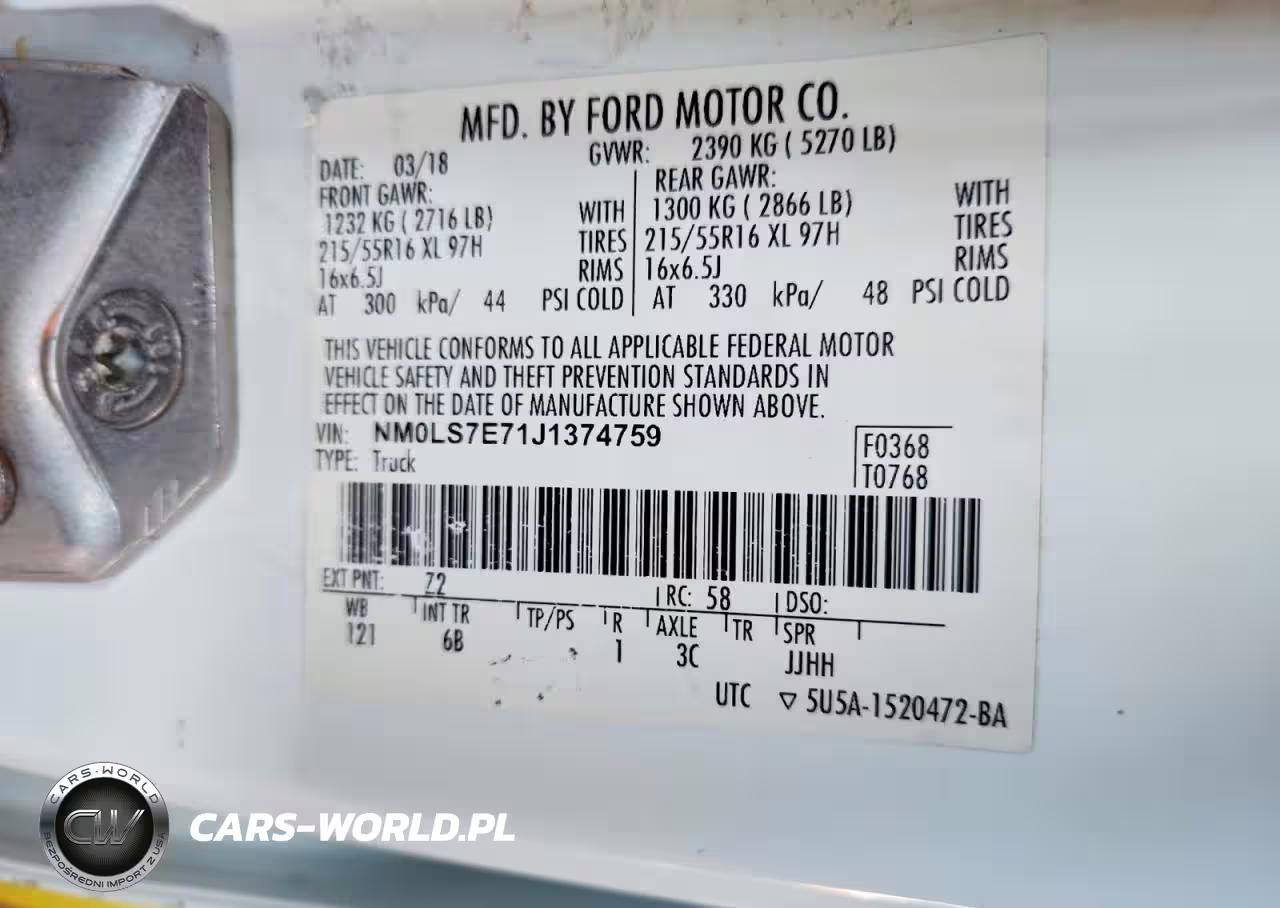 MFD. BY FORD MOTOR CO.
DATE: 03/18 GVWR: 2390 KG ( 5270 LB)
FRONT GAWR: REAR GAWR:
1232 KG ( 2716 LB) WITH 1300 KG ( 2866 LB) WITH
215/55R16 XL 97H TIRES 215/55R16 XL 97H TIRES
16x6.5J RIMS 16x6.5J RIMS
AT 300 kPa/ 44 PSI COLD AT 330 kPa/ 48 PSI COLD
THIS VEHICLE CONFORMS TO ALL APPLICABLE FEDERAL MOTOR
VEHICLE SAFETY AND THEFT PREVENTION STANDARDS IN
EFFECT ON THE DATE OF MANUFACTURE SHOWN ABOVE.
VIN: NM0LS7E71J1374759 F0368
TYPE: Truck T0768
EXT PNT: Z2 RC: 58 DSO:
WB INT TR TP/PS R AXLE TR SPR
121 6B 1 3C JJHH
UTC ▽ 5U5A-1520472-BA
CARS-WORLD
CW
BEZPOŚREDNI IMPORT Z USA
CARS-WORLD.PL